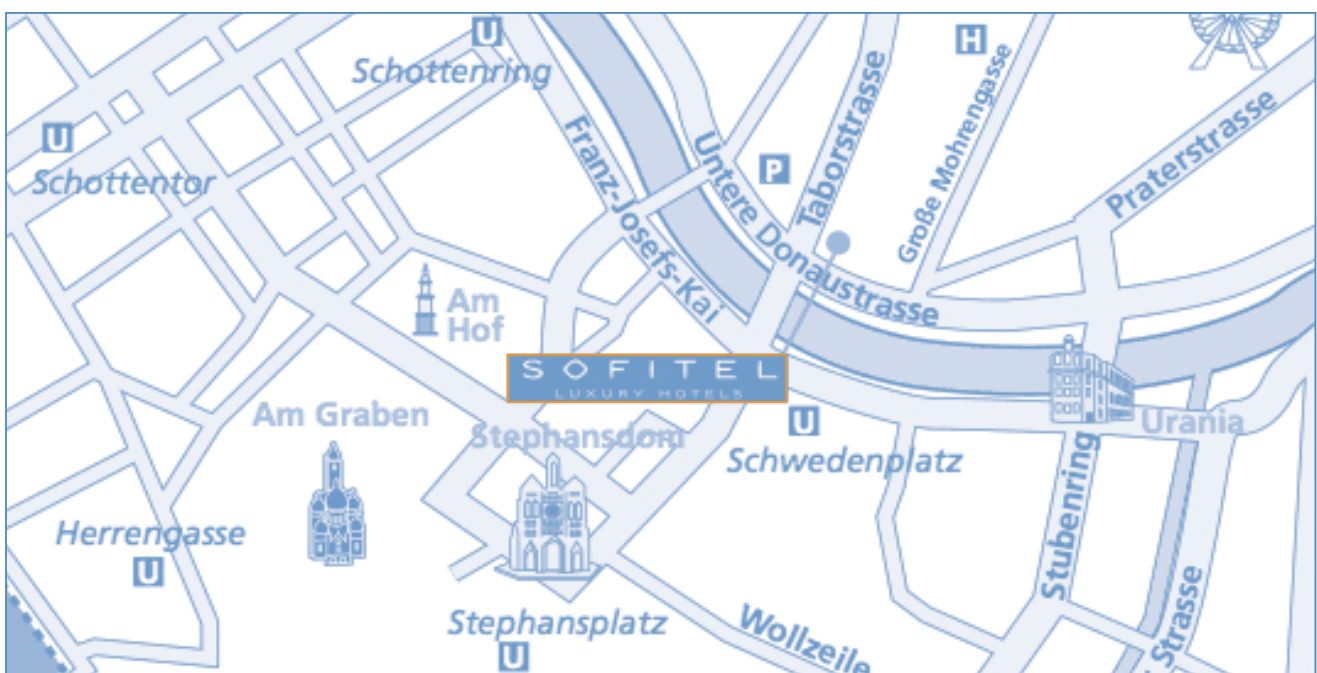 U
Schottenring
H
U
Schottentor
Franz-Josefs-Kai
Untere Donaustrasse
P
Taborstrasse
Große Mohrengasse
Praterstrasse
Am
Hof
SOFITEL
LUXURY HOTELS
Am Graben
Stephansdom
U
Schwedenplatz
Urania
Herrengasse
U
Stubenring
Stephansplatz
U
Wollzeile
Strasse